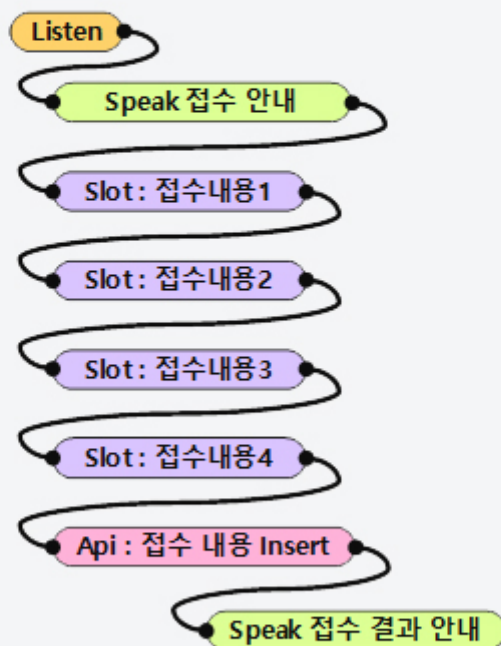 Listen
Speak 접수 안내
Slot : 접수내용1
Slot : 접수내용2
Slot : 접수내용3
Slot : 접수내용4
Api : 접수 내용 Insert
Speak 접수 결과 안내